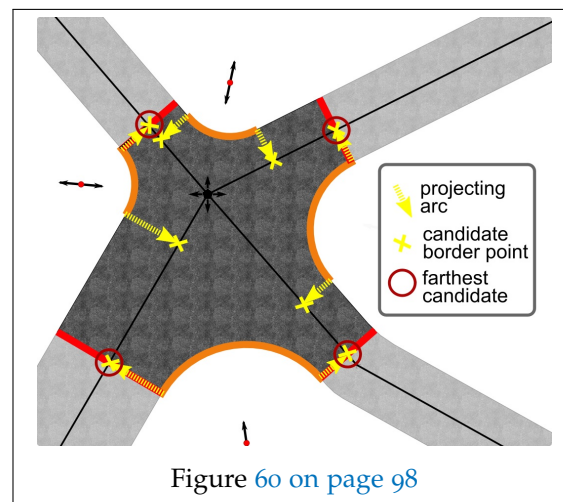 projecting
arc
candidate
border point
farthest
candidate
Figure 60 on page 98